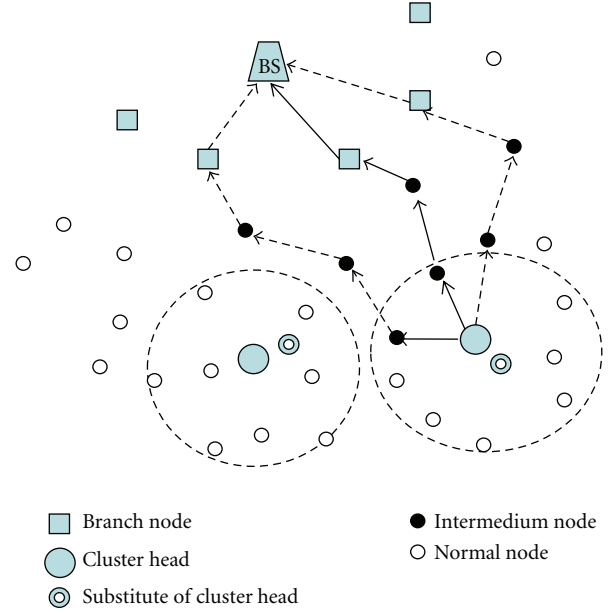 BS
Branch node
Cluster head
Substitute of cluster head
Intermedium node
Normal node